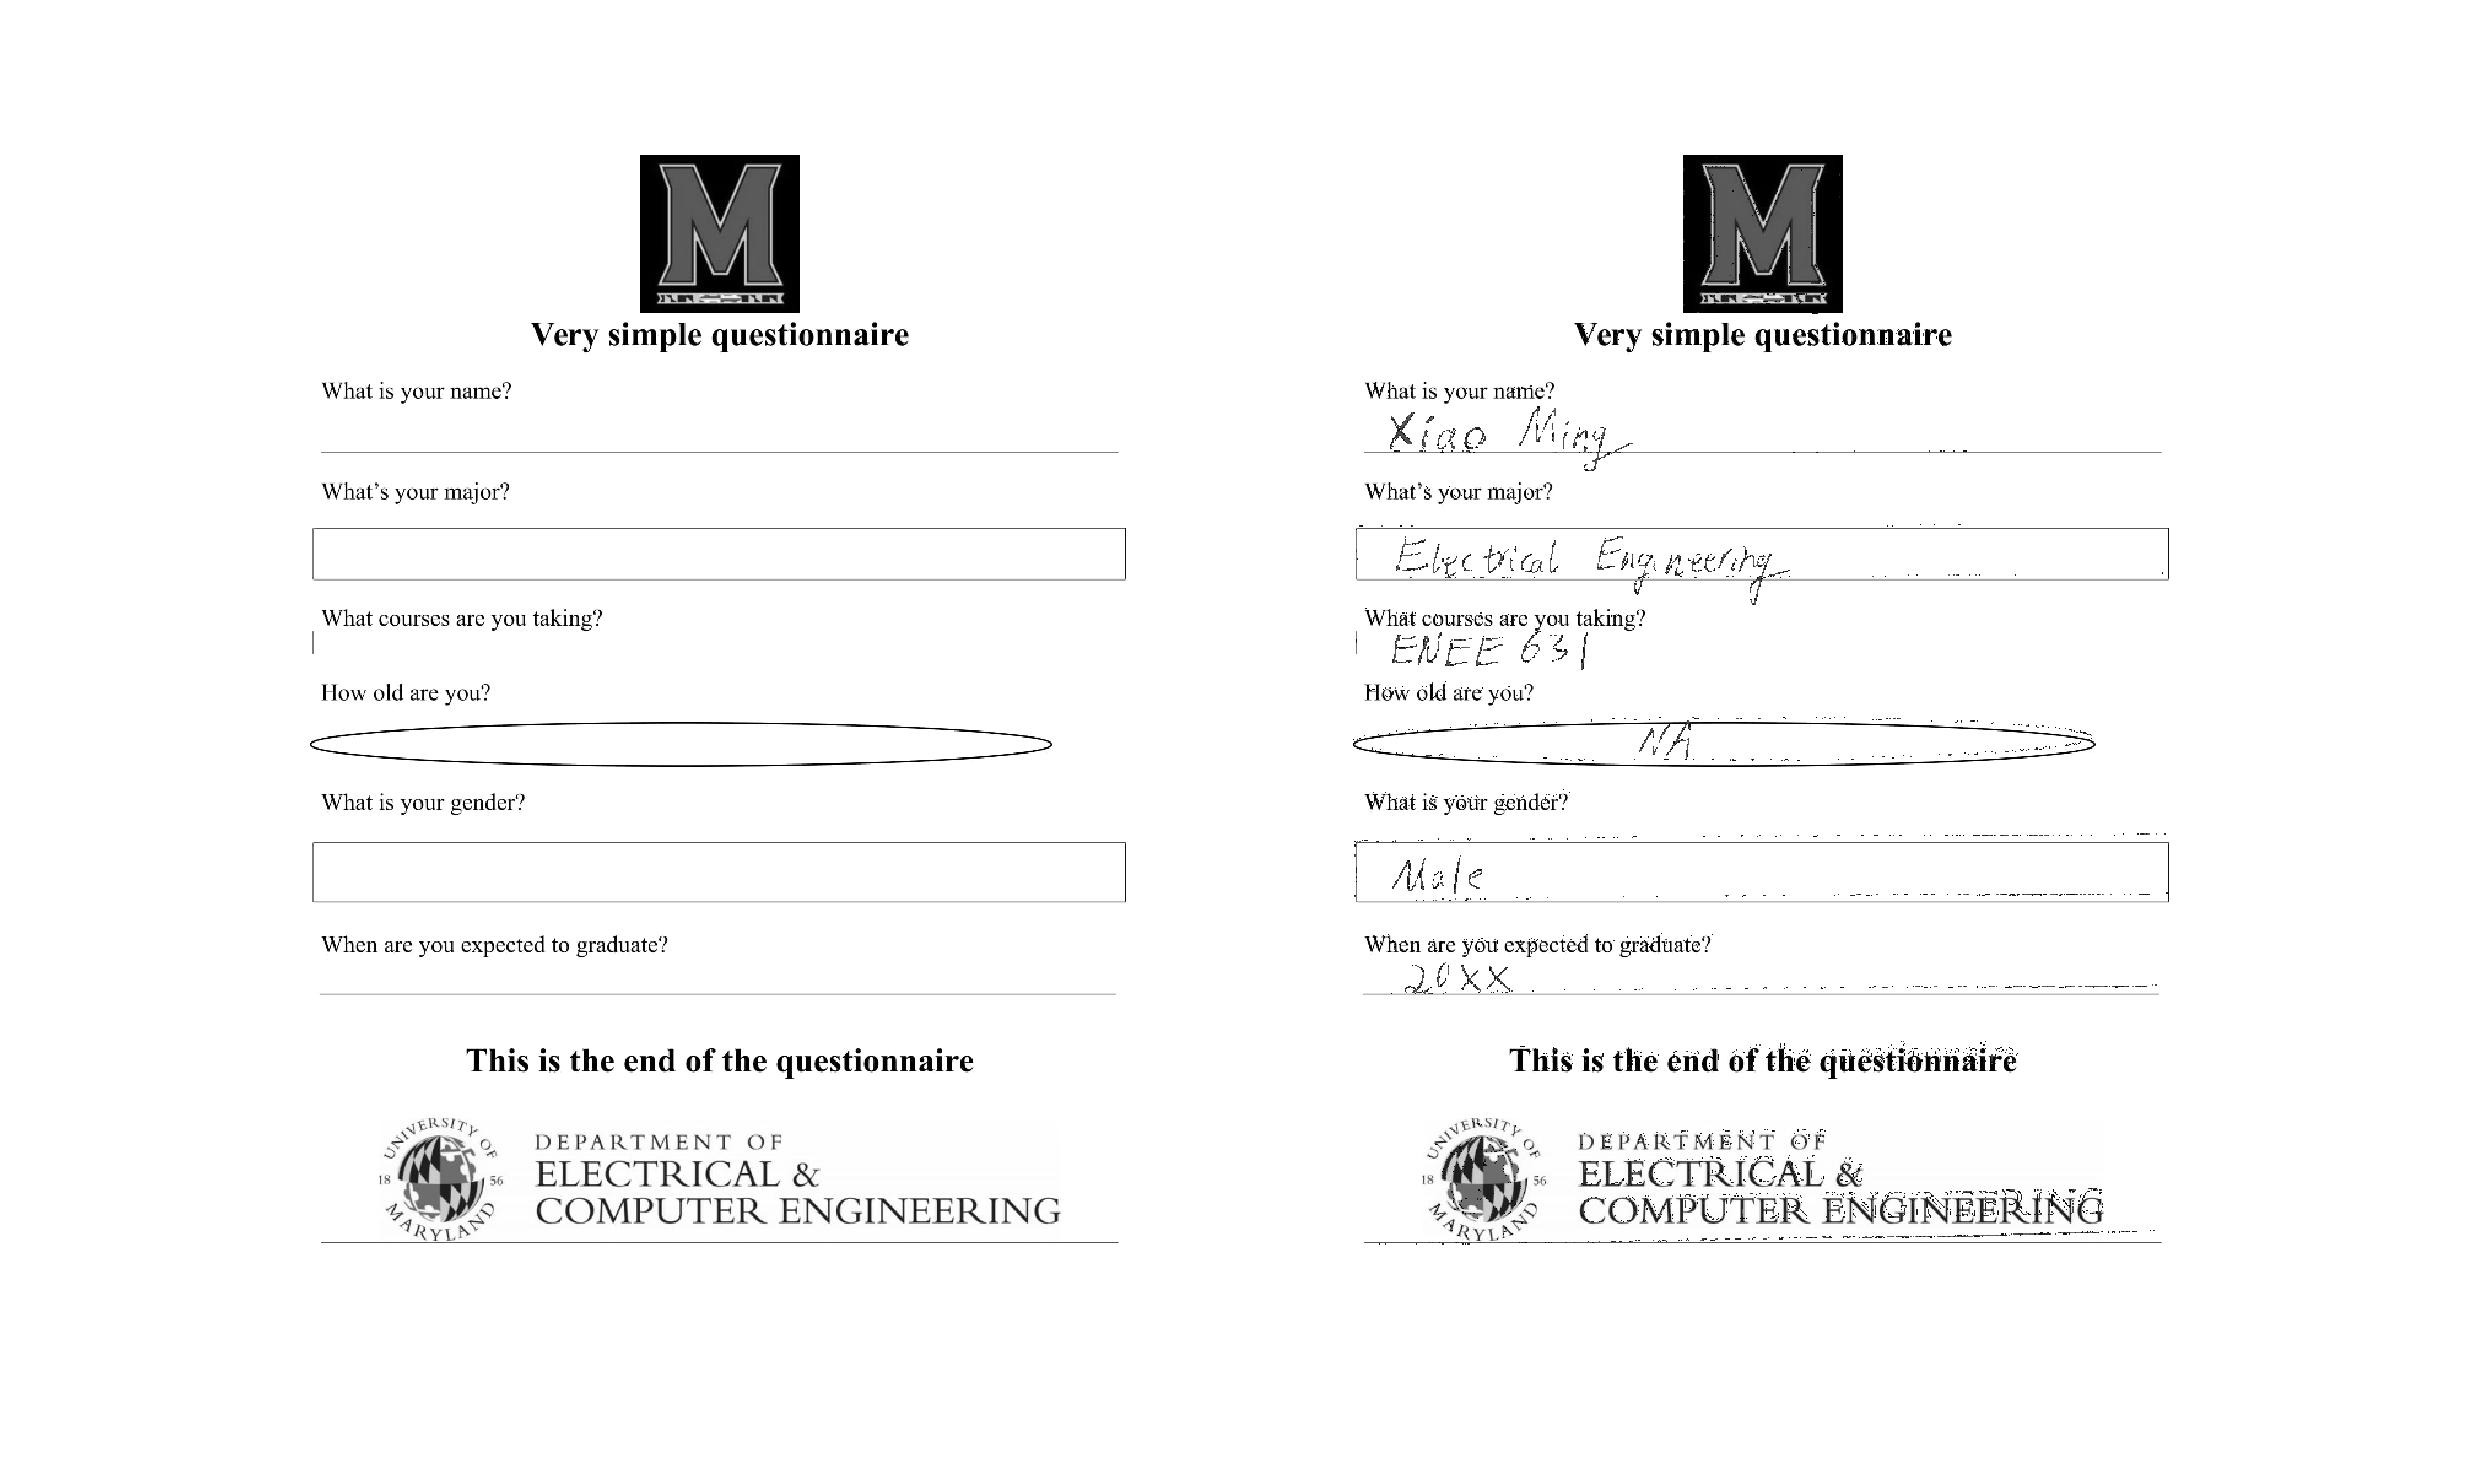 M
Very simple questionnaire
What is your name?
What's your major?
What courses are you taking?
How old are you?
What is your gender?
When are you expected to graduate?
This is the end of the questionnaire
UNIVERSITY OF
18 56
MARYLAND
DEPARTMENT OF
ELECTRICAL &
COMPUTER ENGINEERING
M
Very simple questionnaire
What is your name?
Xiao Ming
What's your major?
Electrical Engineering
What courses are you taking?
ENEE 631
How old are you?
NA
What is your gender?
Male
When are you expected to graduate?
20XX
This is the end of the questionnaire
UNIVERSITY OF
18 56
MARYLAND
DEPARTMENT OF
ELECTRICAL &
COMPUTER ENGINEERING